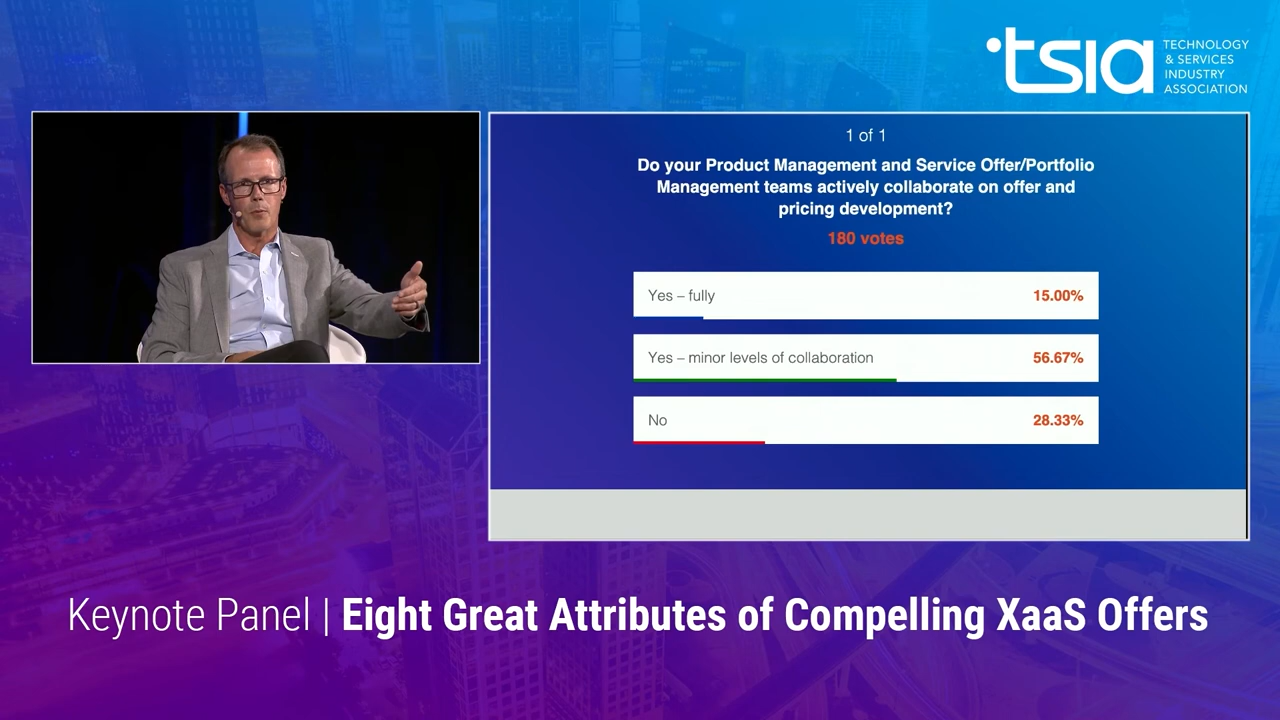 tsia
TECHNOLOGY
& SERVICES
INDUSTRY
ASSOCIATION
1 of 1
Do your Product Management and Service Offer/Portfolio
Management teams actively collaborate on offer and
pricing development?
180 votes
Yes – fully 15.00%
Yes – minor levels of collaboration 56.67%
No 28.33%
Keynote Panel | Eight Great Attributes of Compelling XaaS Offers